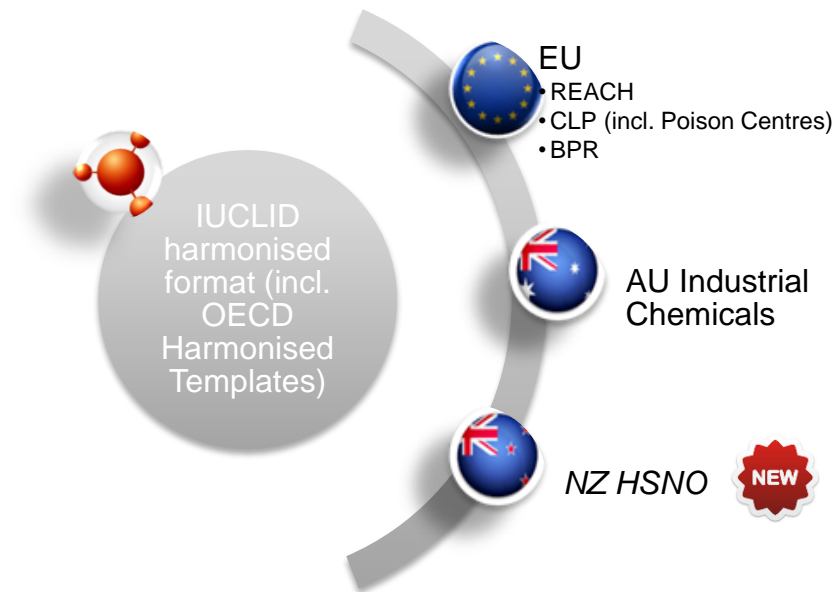 IUCLID
harmonised
format (incl.
OECD
Harmonised
Templates)
EU
• REACH
• CLP (incl. Poison Centres)
• BPR
AU Industrial
Chemicals
NZ HSNO
NEW